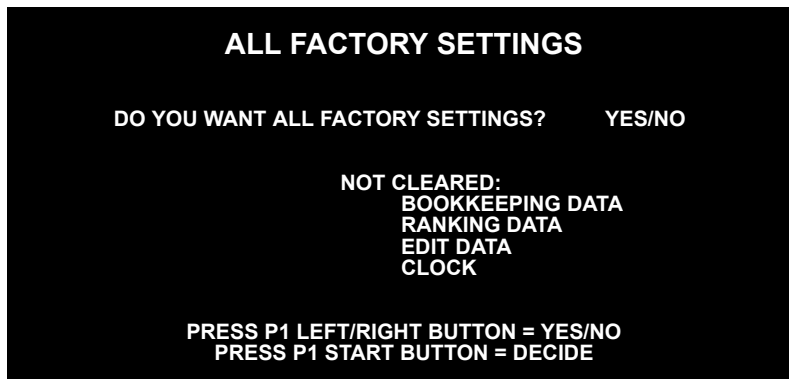 ALL FACTORY SETTINGS
DO YOU WANT ALL FACTORY SETTINGS? YES/NO
NOT CLEARED:
BOOKKEEPING DATA
RANKING DATA
EDIT DATA
CLOCK
PRESS P1 LEFT/RIGHT BUTTON = YES/NO
PRESS P1 START BUTTON = DECIDE